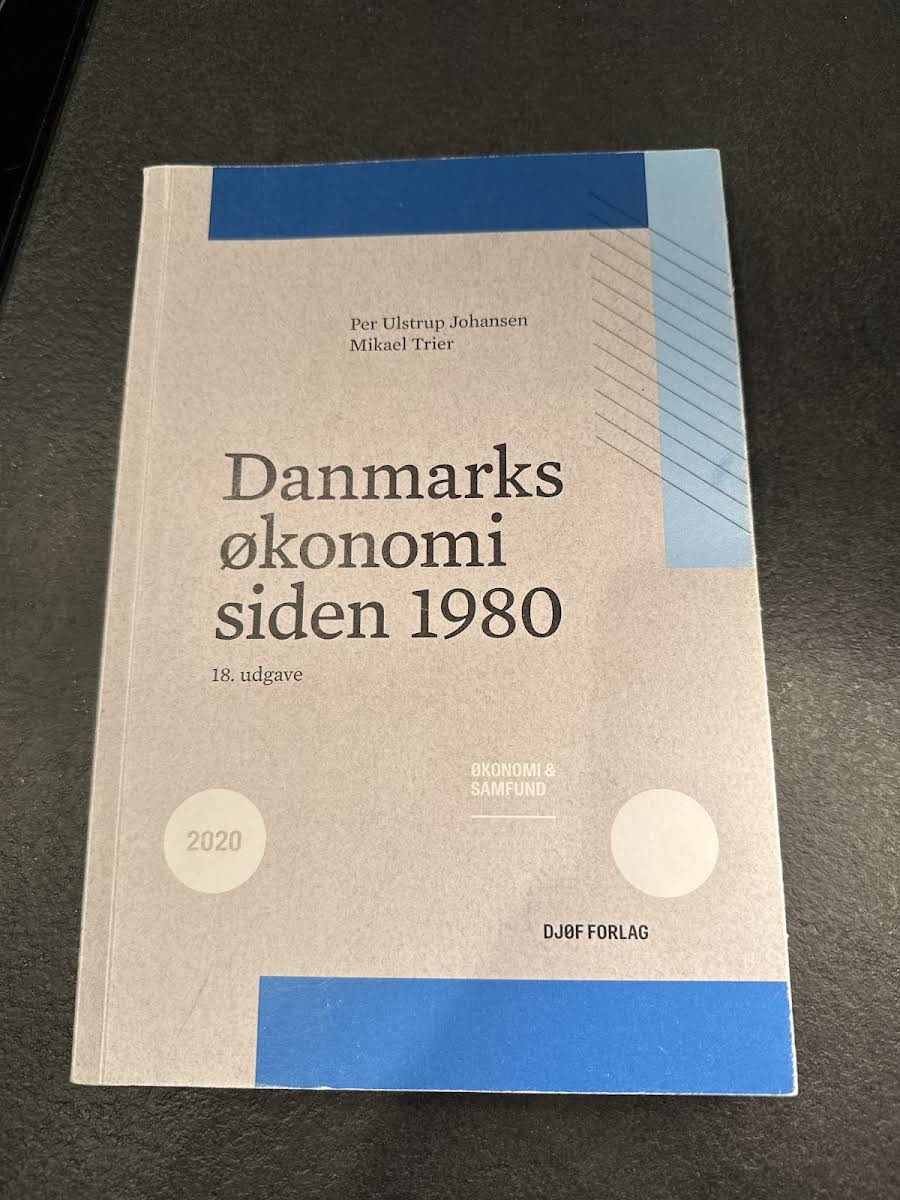 Per Ulstrup Johansen
Mikael Trier
Danmarks
økonomi
siden 1980
18. udgave
ØKONOMI &
SAMFUND
2020
DJØF FORLAG